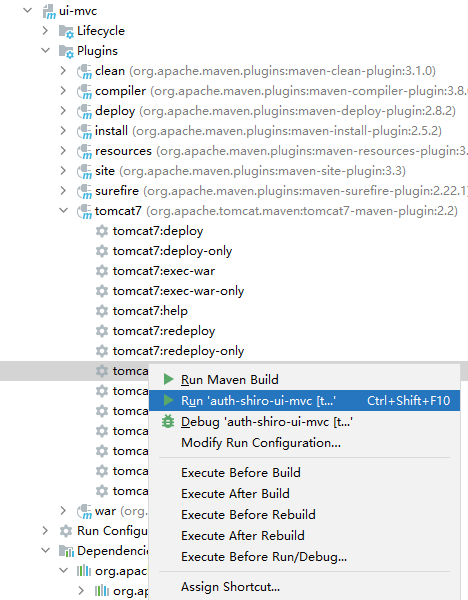 ui-mvc
Lifecycle
Plugins
clean (org.apache.maven.plugins:maven-clean-plugin:3.1.0)
compiler (org.apache.maven.plugins:maven-compiler-plugin:3.8.
deploy (org.apache.maven.plugins:maven-deploy-plugin:2.8.2)
install (org.apache.maven.plugins:maven-install-plugin:2.5.2)
resources (org.apache.maven.plugins:maven-resources-plugin:3.
site (org.apache.maven.plugins:maven-site-plugin:3.3)
surefire (org.apache.maven.plugins:maven-surefire-plugin:2.22.1)
tomcat7 (org.apache.tomcat.maven:tomcat7-maven-plugin:2.2)
tomcat7:deploy
tomcat7:deploy-only
tomcat7:exec-war
tomcat7:exec-war-only
tomcat7:help
tomcat7:redeploy
tomcat7:redeploy-only
tomca
Run Maven Build
tomca
Run 'auth-shiro-ui-mvc [t...' Ctrl+Shift+F10
tomca
Debug 'auth-shiro-ui-mvc [t...'
tomca
Modify Run Configuration...
tomca
Execute Before Build
tomca
Execute After Build
tomca
war (org.a
Execute Before Rebuild
Run Configu
Execute After Rebuild
Dependenci
Execute Before Run/Debug...
org.apac
org.ap
Assign Shortcut...